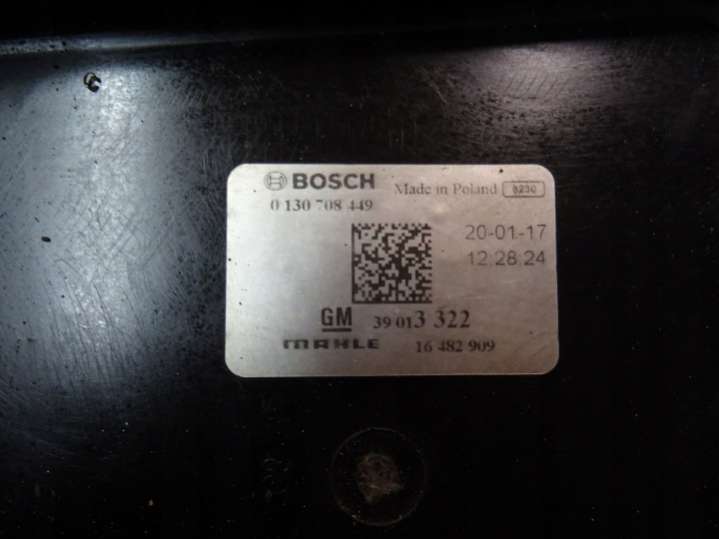 BOSCH Made in Poland 8230
0 130 708 449
20-01-17
12:28:24
GM 39 013 322
MAHLE 16 482 909